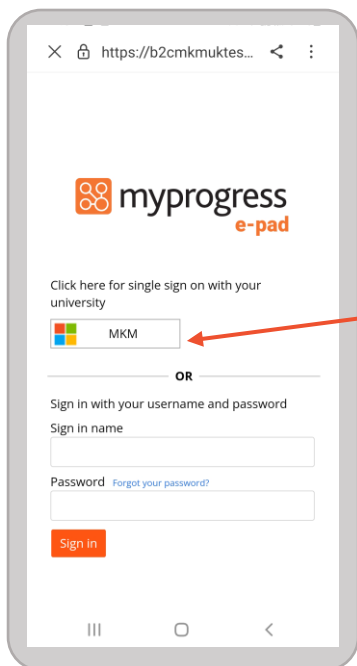 https://b2cmkmuktes...
myprogress
e-pad
Click here for single sign on with your
university
MKM
OR
Sign in with your username and password
Sign in name
Password Forgot your password?
Sign in